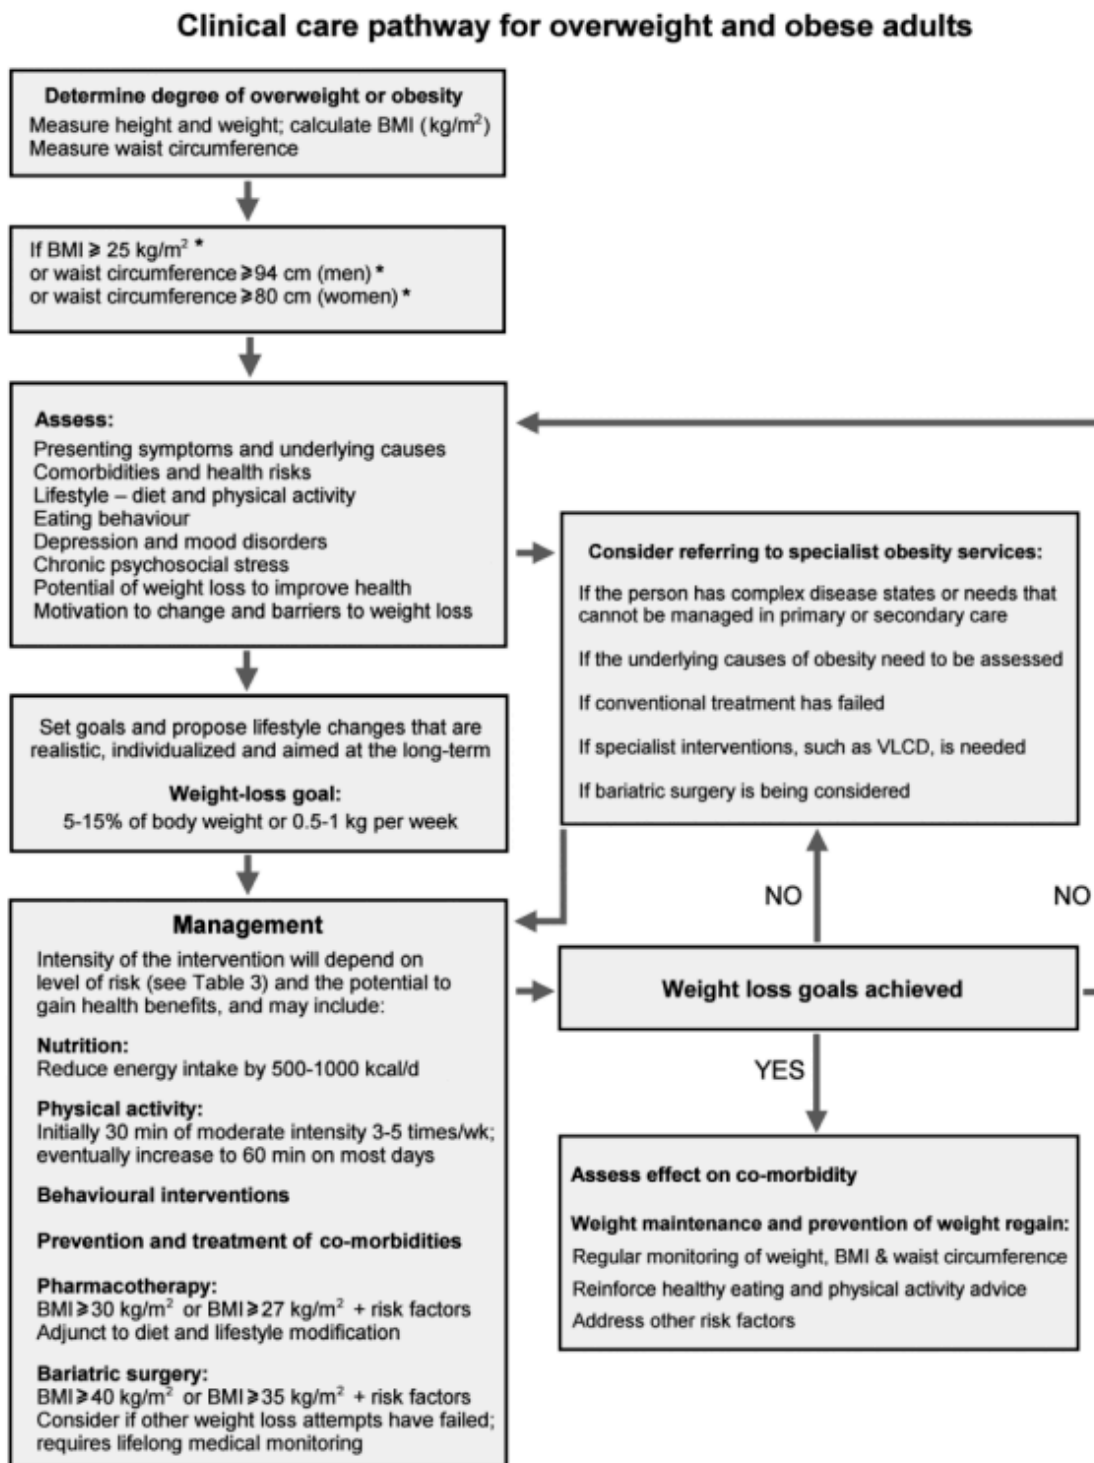 Clinical care pathway for overweight and obese adults
Determine degree of overweight or obesity
Measure height and weight; calculate BMI (kg/m²)
Measure waist circumference
If BMI ⩾ 25 kg/m² *
or waist circumference ⩾94 cm (men) *
or waist circumference ⩾80 cm (women) *
Assess:
Presenting symptoms and underlying causes
Comorbidities and health risks
Lifestyle – diet and physical activity
Eating behaviour
Depression and mood disorders
Chronic psychosocial stress
Potential of weight loss to improve health
Motivation to change and barriers to weight loss
Consider referring to specialist obesity services:
If the person has complex disease states or needs that
cannot be managed in primary or secondary care
If the underlying causes of obesity need to be assessed
If conventional treatment has failed
If specialist interventions, such as VLCD, is needed
If bariatric surgery is being considered
Set goals and propose lifestyle changes that are
realistic, individualized and aimed at the long-term
Weight-loss goal:
5-15% of body weight or 0.5-1 kg per week
Management
Intensity of the intervention will depend on
level of risk (see Table 3) and the potential to
gain health benefits, and may include:
Nutrition:
Reduce energy intake by 500-1000 kcal/d
Physical activity:
Initially 30 min of moderate intensity 3-5 times/wk;
eventually increase to 60 min on most days
Behavioural interventions
Prevention and treatment of co-morbidities
Pharmacotherapy:
BMI⩾30 kg/m² or BMI⩾27 kg/m² + risk factors
Adjunct to diet and lifestyle modification
Bariatric surgery:
BMI⩾40 kg/m² or BMI⩾35 kg/m² + risk factors
Consider if other weight loss attempts have failed;
requires lifelong medical monitoring
NO
NO
Weight loss goals achieved
YES
Assess effect on co-morbidity
Weight maintenance and prevention of weight regain:
Regular monitoring of weight, BMI & waist circumference
Reinforce healthy eating and physical activity advice
Address other risk factors